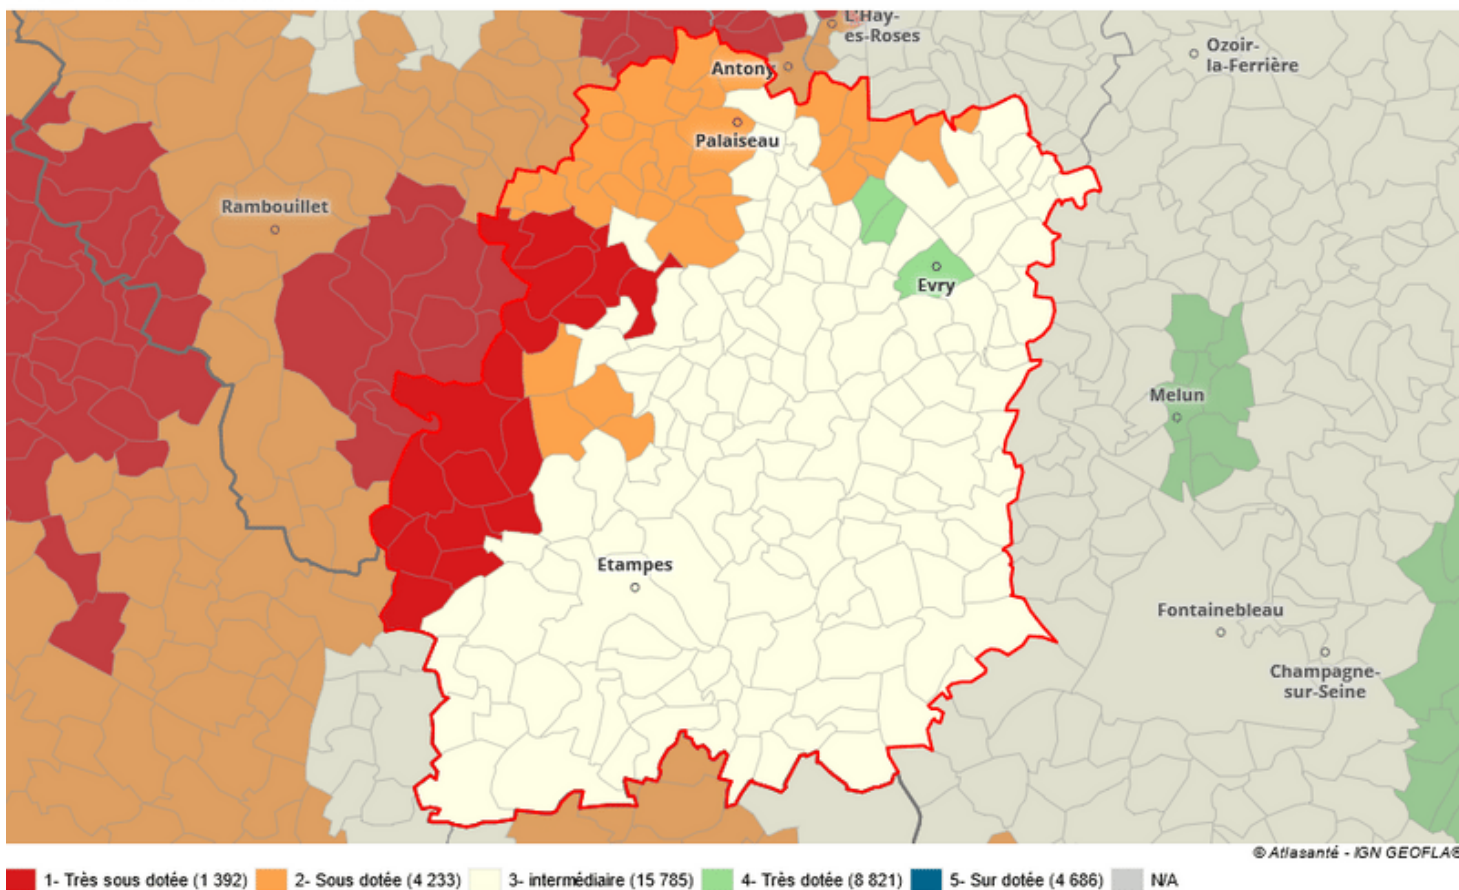 L'Hay-
es-Roses
Ozoir-
la-Ferrière
Antony
Palaiseau
Rambouillet
Evry
Melun
Etampes
Fontainebleau
Champagne-
sur-Seine
© Atlasanté - IGN GEOFLA®
1- Très sous dotée (1 392) 2- Sous dotée (4 233) 3- intermédiaire (15 785) 4- Très dotée (8 821) 5- Sur dotée (4 686) N/A